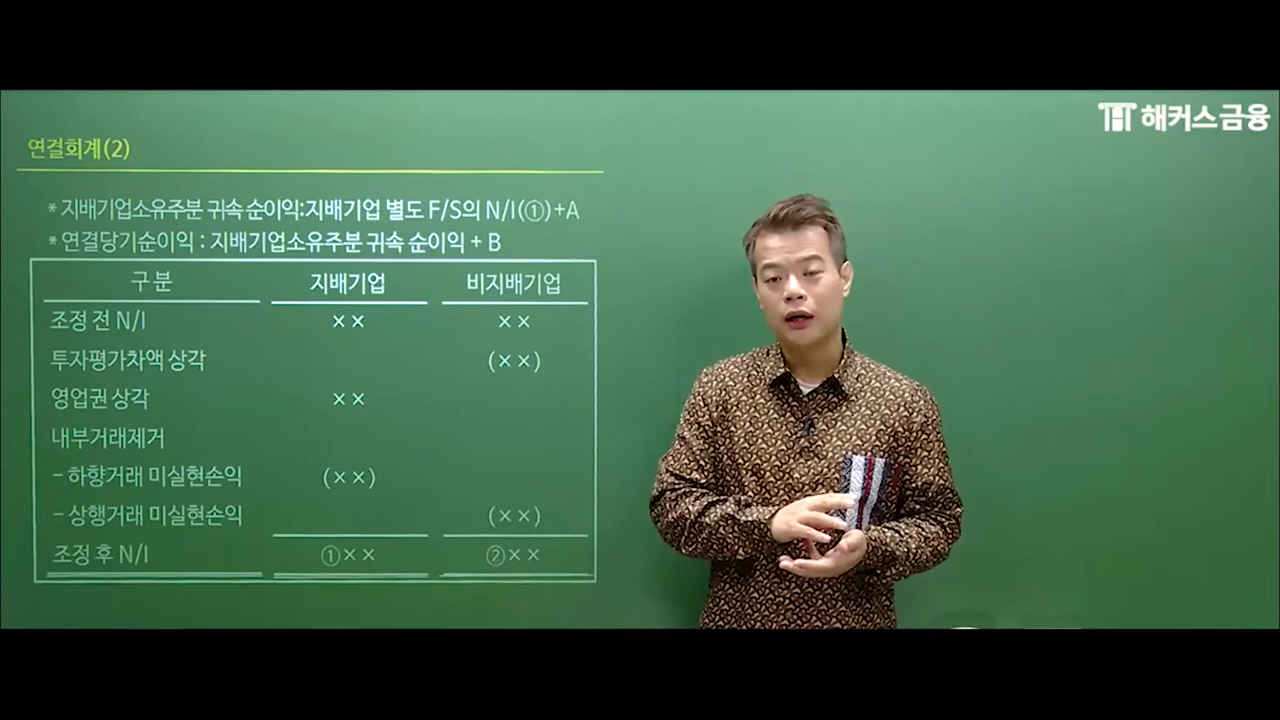 해커스금융
연결회계(2)
* 지배기업소유주분 귀속 순이익:지배기업 별도 F/S의 N/I(①)+A
* 연결당기순이익 : 지배기업소유주분 귀속 순이익 + B
구 분 지배기업 비지배기업
조정 전 N/I ×× ××
투자평가차액 상각 (××)
영업권 상각 ××
내부거래제거
- 하향거래 미실현손익 (××)
- 상행거래 미실현손익 (××)
조정 후 N/I ①×× ②××